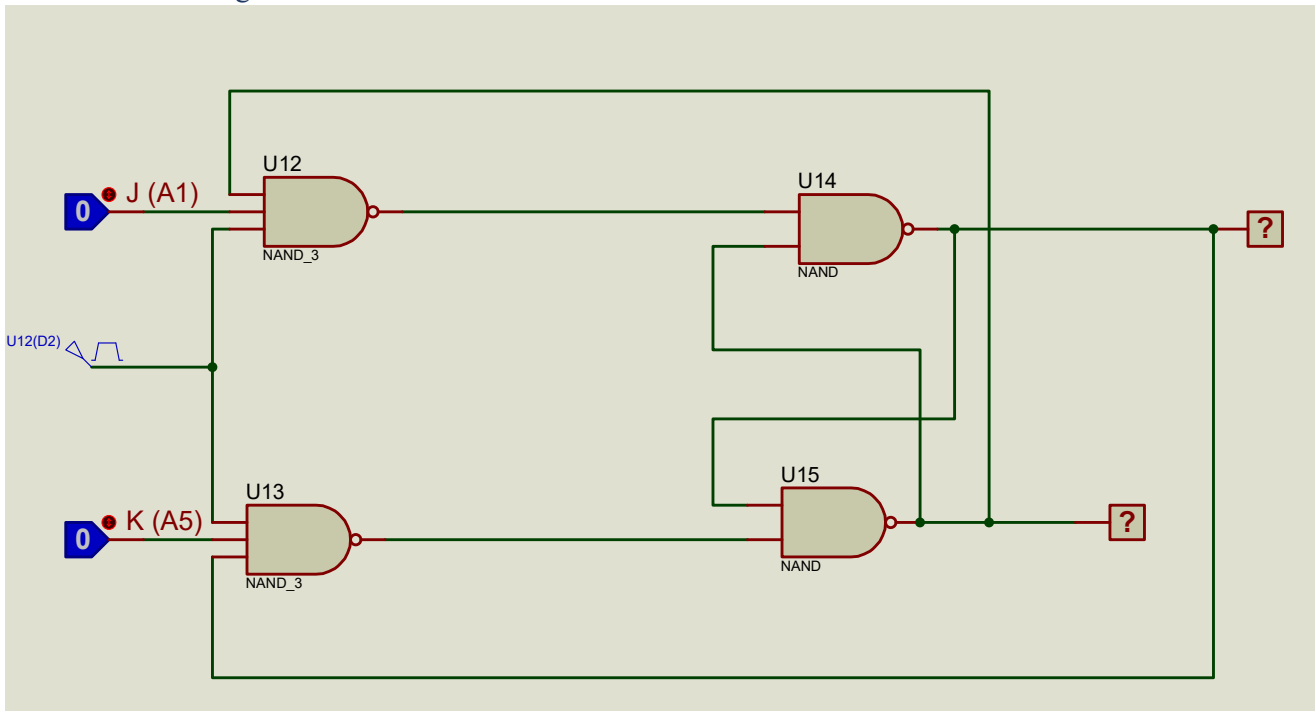 U12
J (A1)
0
NAND_3
U14
NAND
?
U12(D2)
U13
K (A5)
0
NAND_3
U15
NAND
?